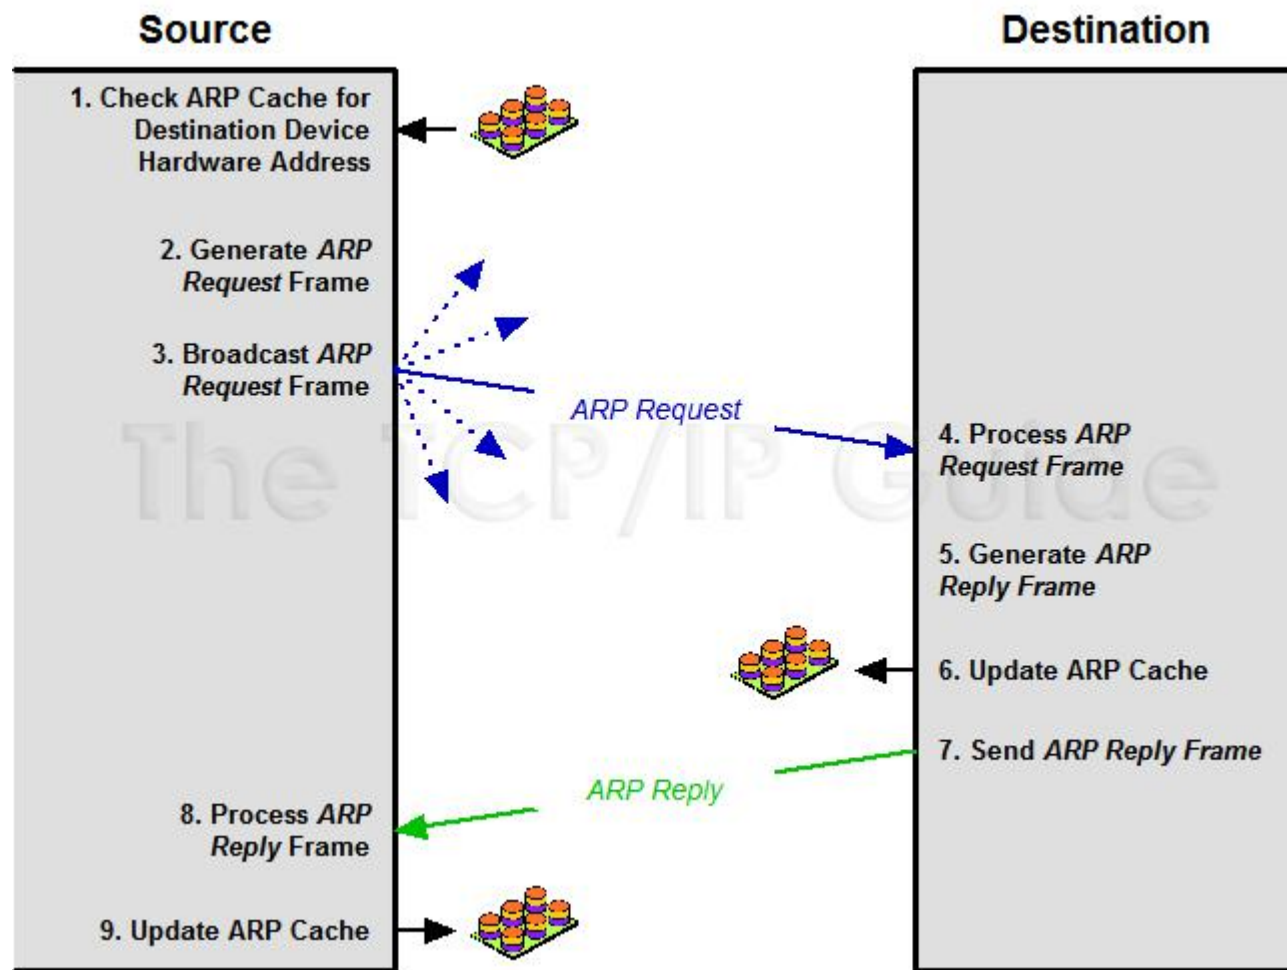 Source
Destination
1. Check ARP Cache for
Destination Device
Hardware Address
2. Generate ARP
Request Frame
3. Broadcast ARP
Request Frame
ARP Request
The TCP/IP Guide
4. Process ARP
Request Frame
5. Generate ARP
Reply Frame
6. Update ARP Cache
7. Send ARP Reply Frame
ARP Reply
8. Process ARP
Reply Frame
9. Update ARP Cache